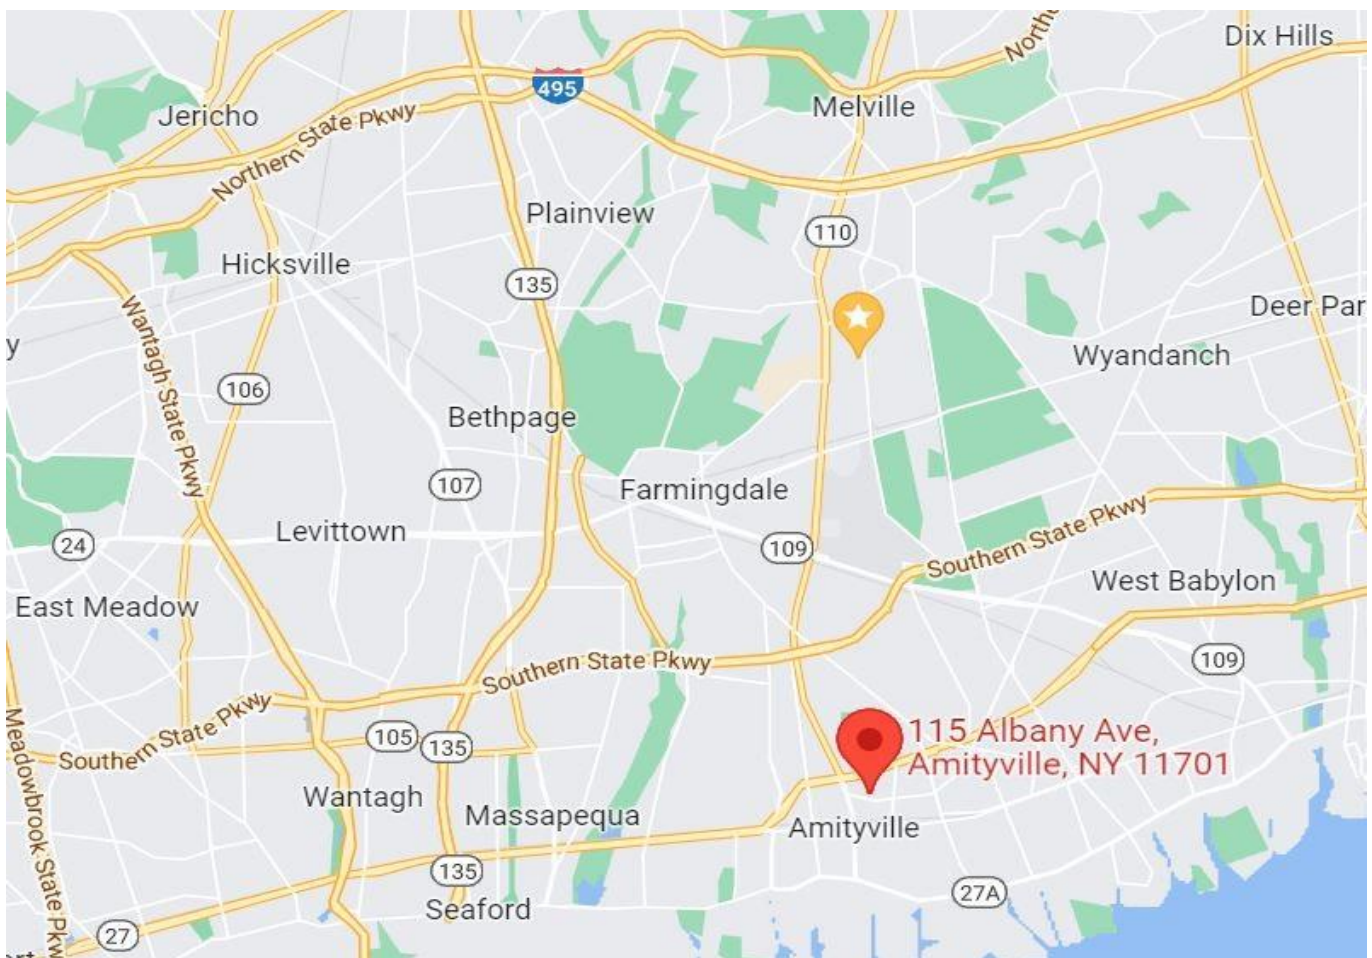 Northe
Dix Hills
495
Jericho
Northern State Pkwy
Melville
Plainview
110
Hicksville
135
Wantagh State Pkwy
Deer Par
y
Wyandanch
106
Bethpage
107
Farmingdale
Southern State Pkwy
24
Levittown
109
West Babylon
East Meadow
Southern State Pkwy
109
Southern State Pkwy
Meadowbrook State Pkw
105
135
115 Albany Ave,
Amityville, NY 11701
Wantagh
Massapequa
Amityville
135
27A
Seaford
27